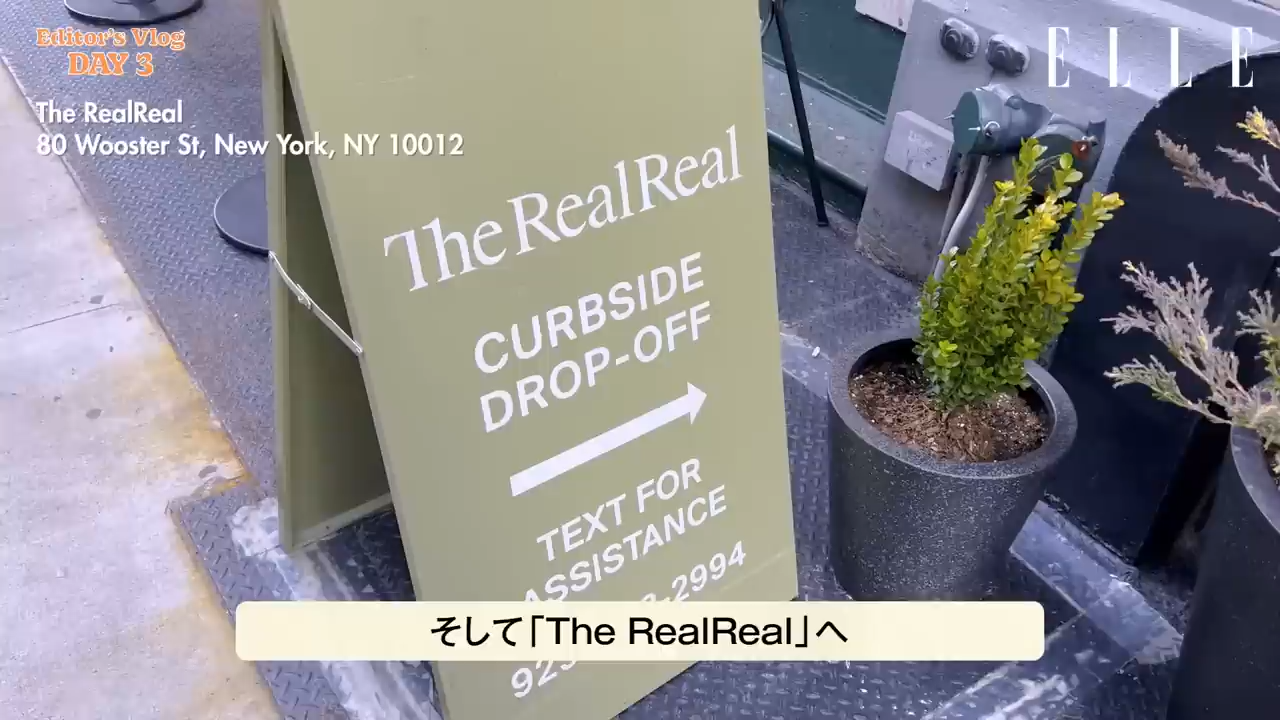 Editor's Vlog
DAY 3
ELLE
The RealReal
80 Wooster St, New York, NY 10012
The RealReal
CURBSIDE
DROP-OFF
TEXT FOR
ASSISTANCE
-2994
そして「The RealReal」へ